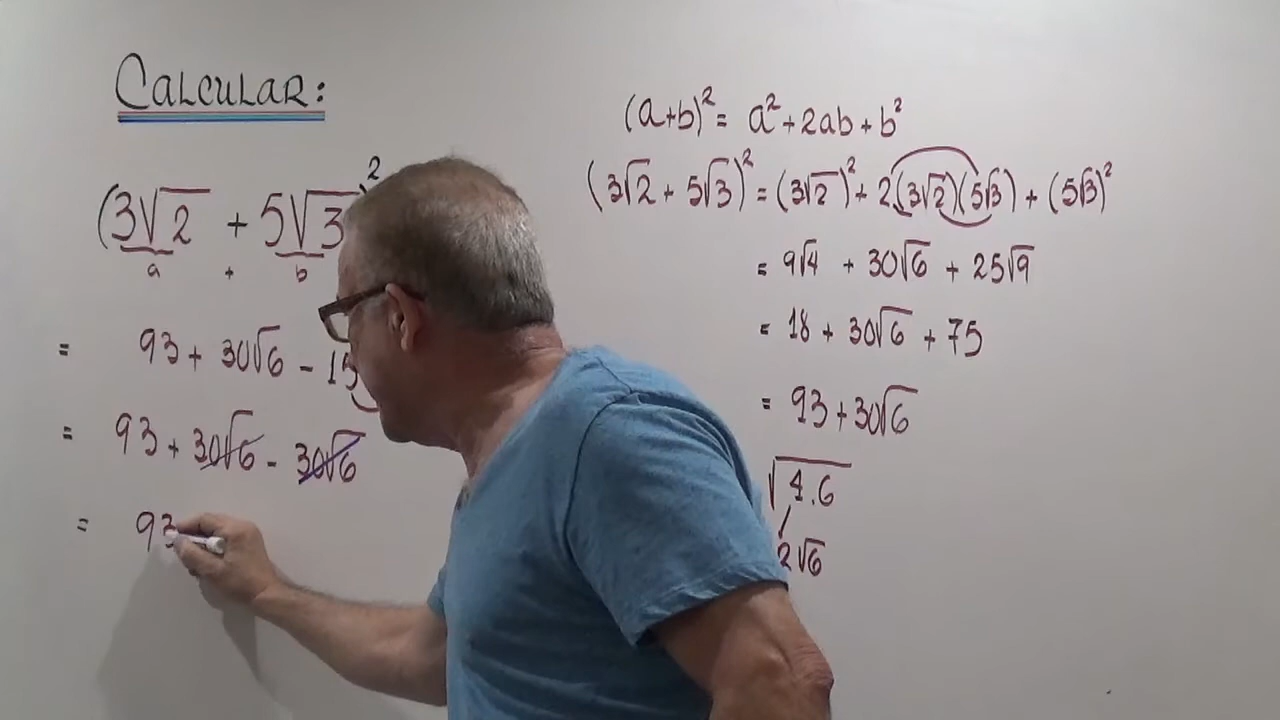 CALCULAR:
(3√2 + 5√3)²
a + b
= 93 + 30√6 - 15
= 93 + 30√6 - 30√6
= 93
(a+b)² = a² + 2ab + b²
(3√2 + 5√3)² = (3√2)² + 2(3√2)(5√3) + (5√3)²
= 9√4 + 30√6 + 25√9
= 18 + 30√6 + 75
= 93 + 30√6
√4.6
2√6